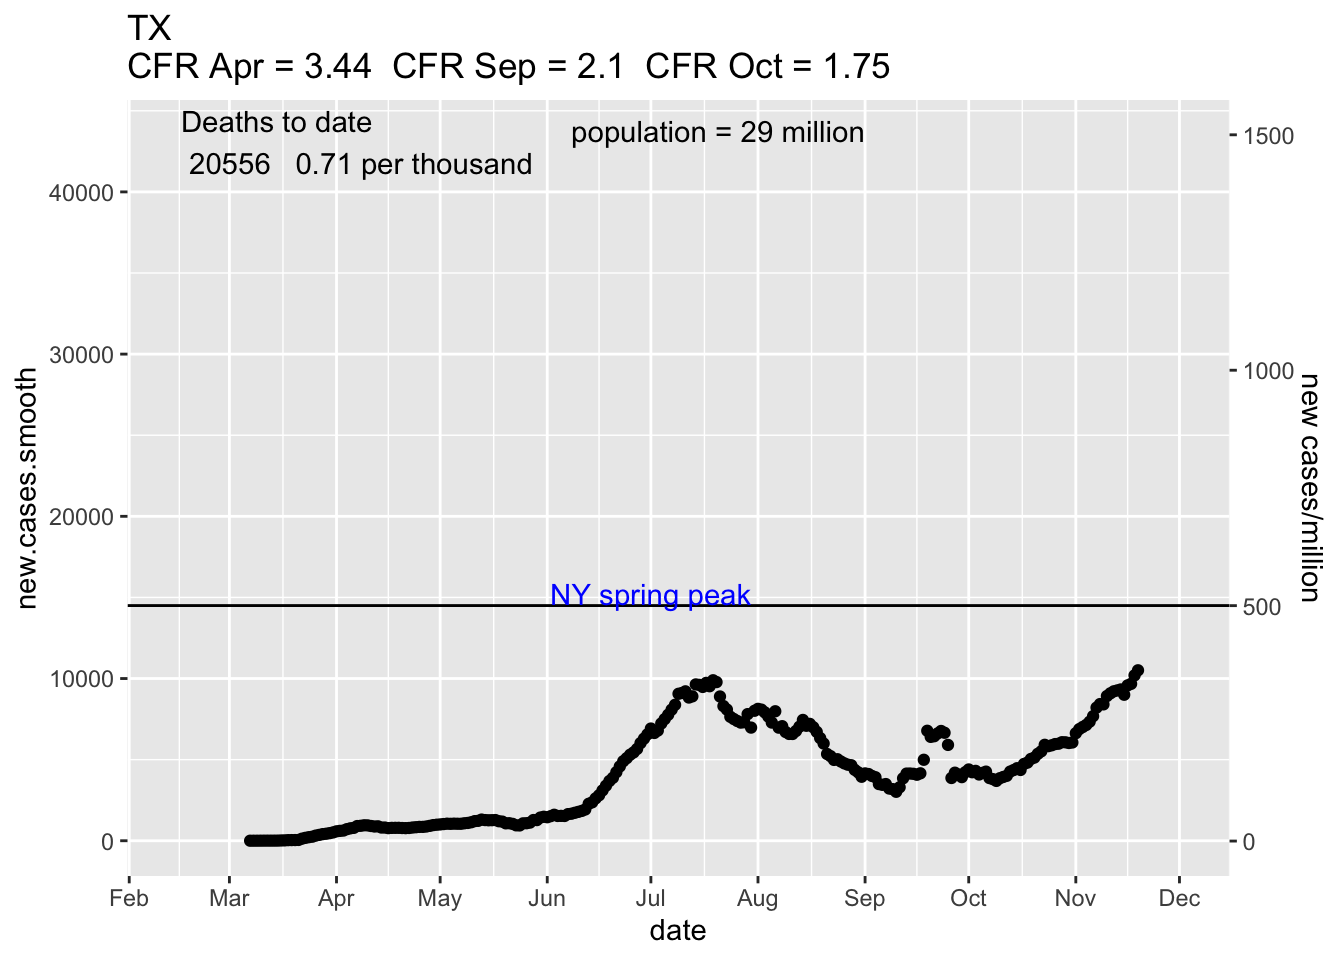 TX
CFR Apr = 3.44  CFR Sep = 2.1  CFR Oct = 1.75
Deaths to date
20556   0.71 per thousand
population = 29 million
1500
40000
30000
1000
new.cases.smooth
new cases/million
20000
NY spring peak
500
10000
0
0
Feb Mar Apr May Jun Jul Aug Sep Oct Nov Dec
date